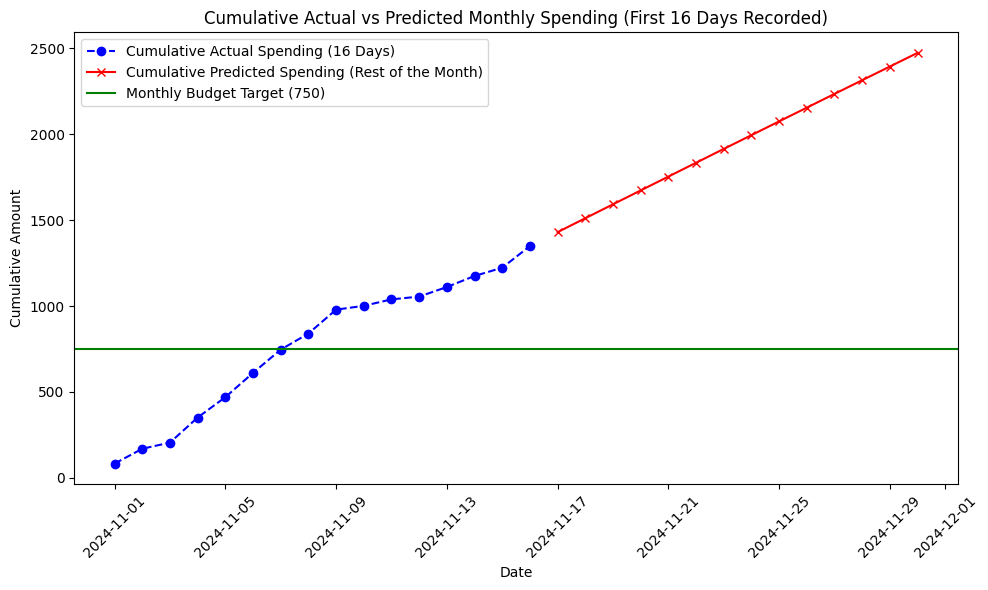 Cumulative Actual vs Predicted Monthly Spending (First 16 Days Recorded)
Cumulative Actual Spending (16 Days)
Cumulative Predicted Spending (Rest of the Month)
Monthly Budget Target (750)
Cumulative Amount
2500
2000
1500
1000
500
0
2024-11-01
2024-11-05
2024-11-09
2024-11-13
2024-11-17
2024-11-21
2024-11-25
2024-11-29
2024-12-01
Date